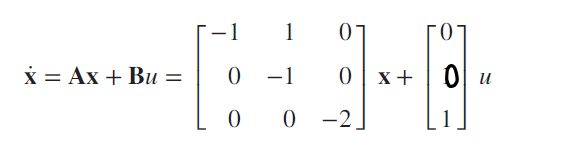 ẋ = Ax + Bu = [ −1 1 0 ; 0 −1 0 ; 0 0 −2 ] x + [ 0 ; 0 ; 1 ] u